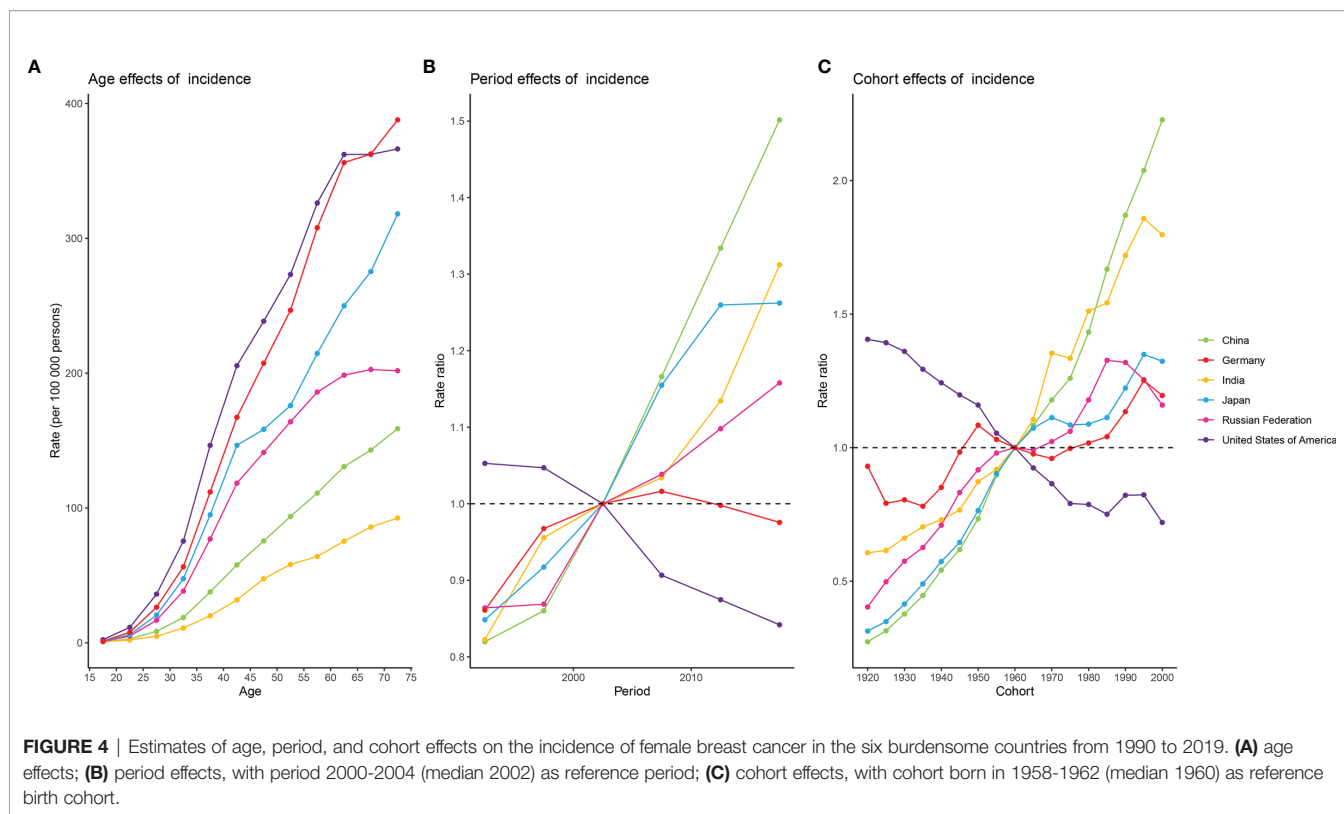 A
Age effects of  incidence
400
300
200
100
0
Rate (per 100 000 persons)
15 20 25 30 35 40 45 50 55 60 65 70 75
Age
B
Period effects of  incidence
1.5
1.4
1.3
1.2
1.1
1.0
0.9
0.8
Rate ratio
2000 2010
Period
C
Cohort effects of  incidence
2.0
1.5
1.0
0.5
Rate ratio
1920 1930 1940 1950 1960 1970 1980 1990 2000
Cohort
China
Germany
India
Japan
Russian Federation
United States of America
FIGURE 4 | Estimates of age, period, and cohort effects on the incidence of female breast cancer in the six burdensome countries from 1990 to 2019. (A) age
effects; (B) period effects, with period 2000-2004 (median 2002) as reference period; (C) cohort effects, with cohort born in 1958-1962 (median 1960) as reference
birth cohort.